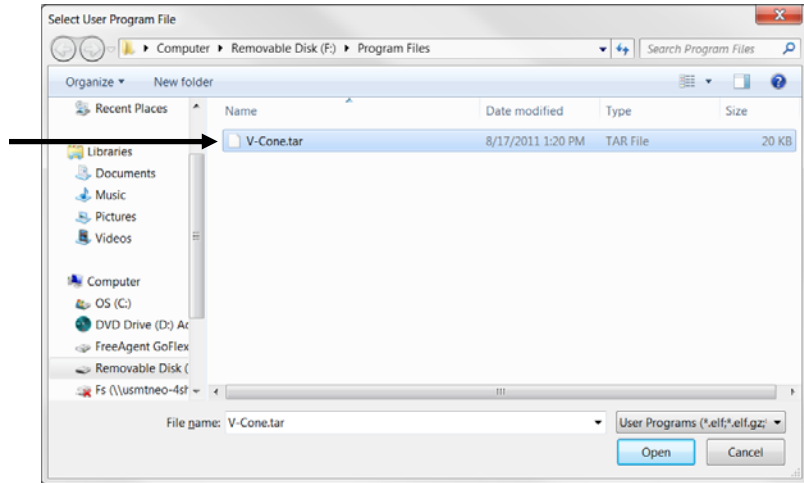 Select User Program File
Computer ▸ Removable Disk (F:) ▸ Program Files
Search Program Files
Organize
New folder
Name
Date modified
Type
Size
V-Cone.tar
8/17/2011 1:20 PM
TAR File
20 KB
Recent Places
Libraries
Documents
Music
Pictures
Videos
Computer
OS (C:)
DVD Drive (D:) Ac
FreeAgent GoFlex
Removable Disk (
Fs (\\usmtneo-4sh
File name: V-Cone.tar
User Programs (*.elf;*.elf.gz;
Open
Cancel